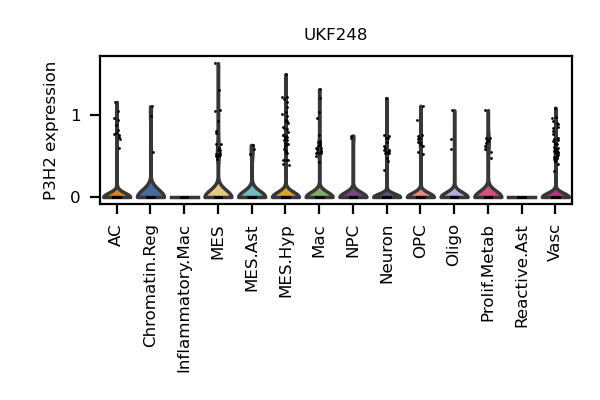 UKF248
P3H2 expression
1
0
AC
Chromatin.Reg
Inflammatory.Mac
MES
MES.Ast
MES.Hyp
Mac
NPC
Neuron
OPC
Oligo
Prolif.Metab
Reactive.Ast
Vasc